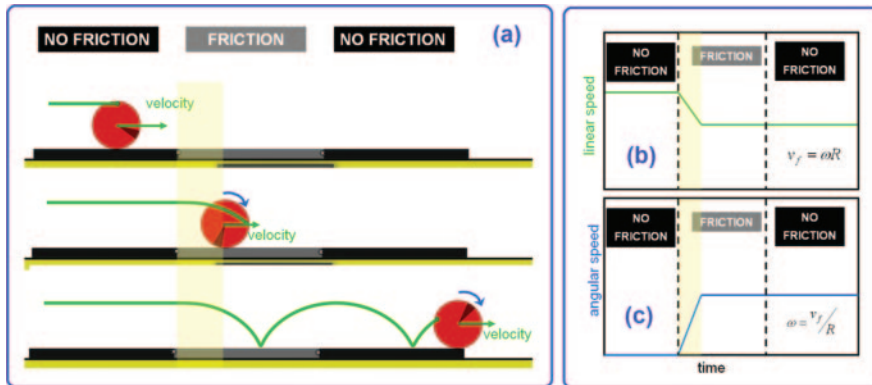 NO FRICTION FRICTION NO FRICTION (a)
velocity
velocity
velocity
linear speed
NO
FRICTION
FRICTION
NO
FRICTION
(b)
v_f = ωR
angular speed
NO
FRICTION
FRICTION
NO
FRICTION
(c)
ω = v_f/R
time